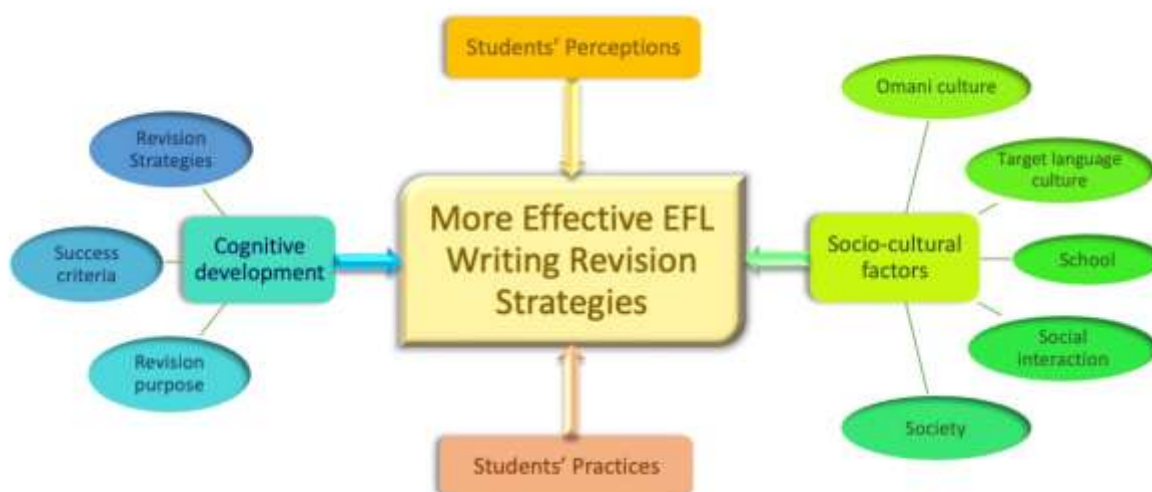 Students' Perceptions
Omani culture
Revision
Strategies
Target language
culture
More Effective EFL
Writing Revision
Strategies
Cognitive
development
Success
criteria
Socio-cultural
factors
School
Revision
purpose
Social
interaction
Society
Students' Practices